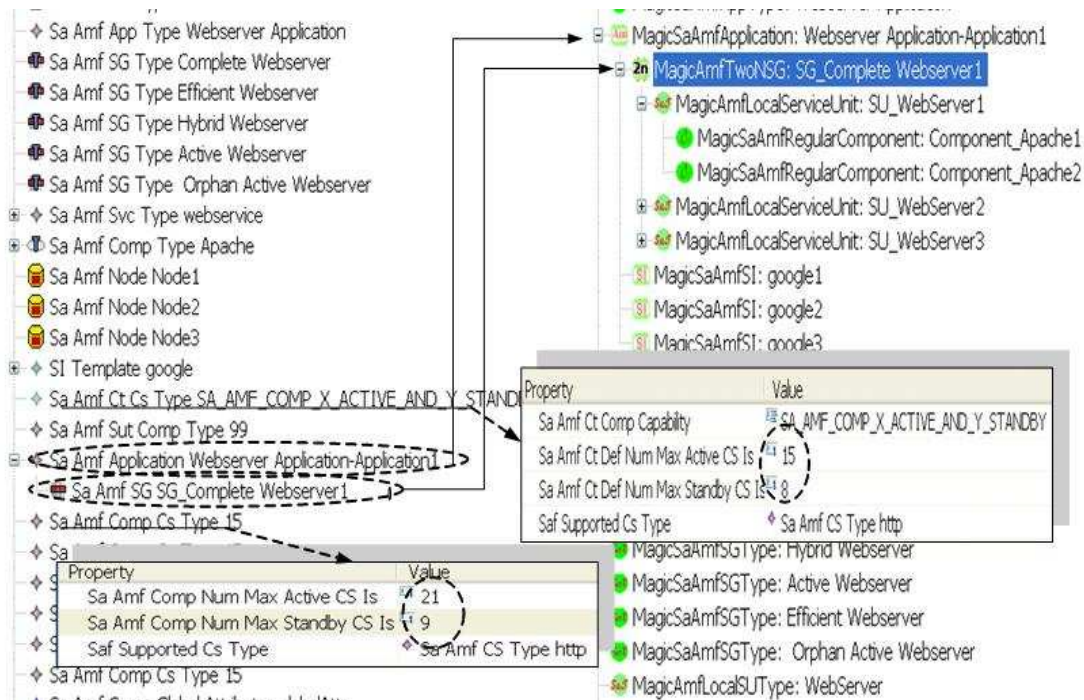 Sa Amf App Type Webserver Application
Sa Amf SG Type Complete Webserver
Sa Amf SG Type Efficient Webserver
Sa Amf SG Type Hybrid Webserver
Sa Amf SG Type Active Webserver
Sa Amf SG Type Orphan Active Webserver
Sa Amf Svc Type webservice
Sa Amf Comp Type Apache
Sa Amf Node Node1
Sa Amf Node Node2
Sa Amf Node Node3
SI Template google
Sa Amf Ct Cs Type SA_AMF_COMP_X_ACTIVE_AND_Y_STAND
Sa Amf Sut Comp Type 99
Sa Amf Application Webserver Application-Application1
Sa Amf SG SG_Complete Webserver1
Sa Amf Comp Cs Type 15
Sa
Property Value
Sa Amf Comp Num Max Active CS Is 21
Sa Amf Comp Num Max Standby CS Is 9
Saf Supported Cs Type Sa Amf CS Type http
Sa Amf Comp Cs Type 15
MagicSaAmfApplication: Webserver Application-Application1
2n MagicAmfTwoNSG: SG_Complete Webserver1
MagicAmfLocalServiceUnit: SU_WebServer1
MagicSaAmfRegularComponent: Component_Apache1
MagicSaAmfRegularComponent: Component_Apache2
MagicAmfLocalServiceUnit: SU_WebServer2
MagicAmfLocalServiceUnit: SU_WebServer3
SI MagicSaAmfSI: google1
SI MagicSaAmfSI: google2
SI MagicSaAmfSI: google3
Property Value
Sa Amf Ct Comp Capability SA_AMF_COMP_X_ACTIVE_AND_Y_STANDBY
Sa Amf Ct Def Num Max Active CS Is 15
Sa Amf Ct Def Num Max Standby CS Is 8
Saf Supported Cs Type Sa Amf CS Type http
MagicSaAmfSGType: Hybrid Webserver
MagicSaAmfSGType: Active Webserver
MagicSaAmfSGType: Efficient Webserver
MagicSaAmfSGType: Orphan Active Webserver
MagicAmfLocalSUType: WebServer